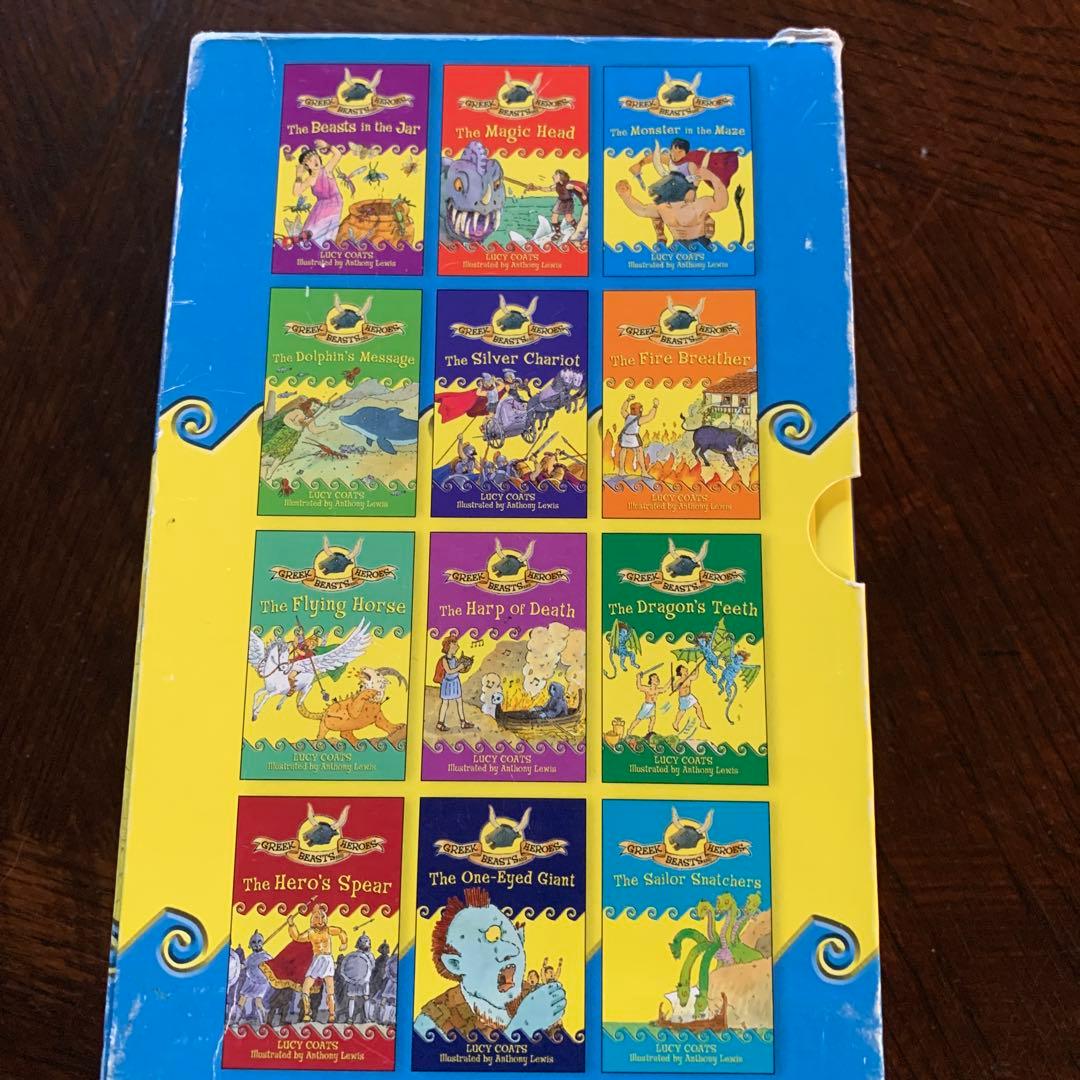 GREEK BEASTS AND HEROES
The Beasts in the Jar
LUCY COATS
Illustrated by Anthony Lewis
GREEK BEASTS AND HEROES
The Magic Head
LUCY COATS
Illustrated by Anthony Lewis
GREEK BEASTS AND HEROES
The Monster in the Maze
LUCY COATS
Illustrated by Anthony Lewis
GREEK BEASTS AND HEROES
The Dolphin's Message
LUCY COATS
Illustrated by Anthony Lewis
GREEK BEASTS AND HEROES
The Silver Chariot
LUCY COATS
Illustrated by Anthony Lewis
GREEK BEASTS AND HEROES
The Fire Breather
LUCY COATS
Illustrated by Anthony Lewis
GREEK BEASTS AND HEROES
The Flying Horse
LUCY COATS
Illustrated by Anthony Lewis
GREEK BEASTS AND HEROES
The Harp of Death
LUCY COATS
Illustrated by Anthony Lewis
GREEK BEASTS AND HEROES
The Dragon's Teeth
LUCY COATS
Illustrated by Anthony Lewis
GREEK BEASTS AND HEROES
The Hero's Spear
LUCY COATS
Illustrated by Anthony Lewis
GREEK BEASTS AND HEROES
The One-Eyed Giant
LUCY COATS
Illustrated by Anthony Lewis
GREEK BEASTS AND HEROES
The Sailor Snatchers
LUCY COATS
Illustrated by Anthony Lewis